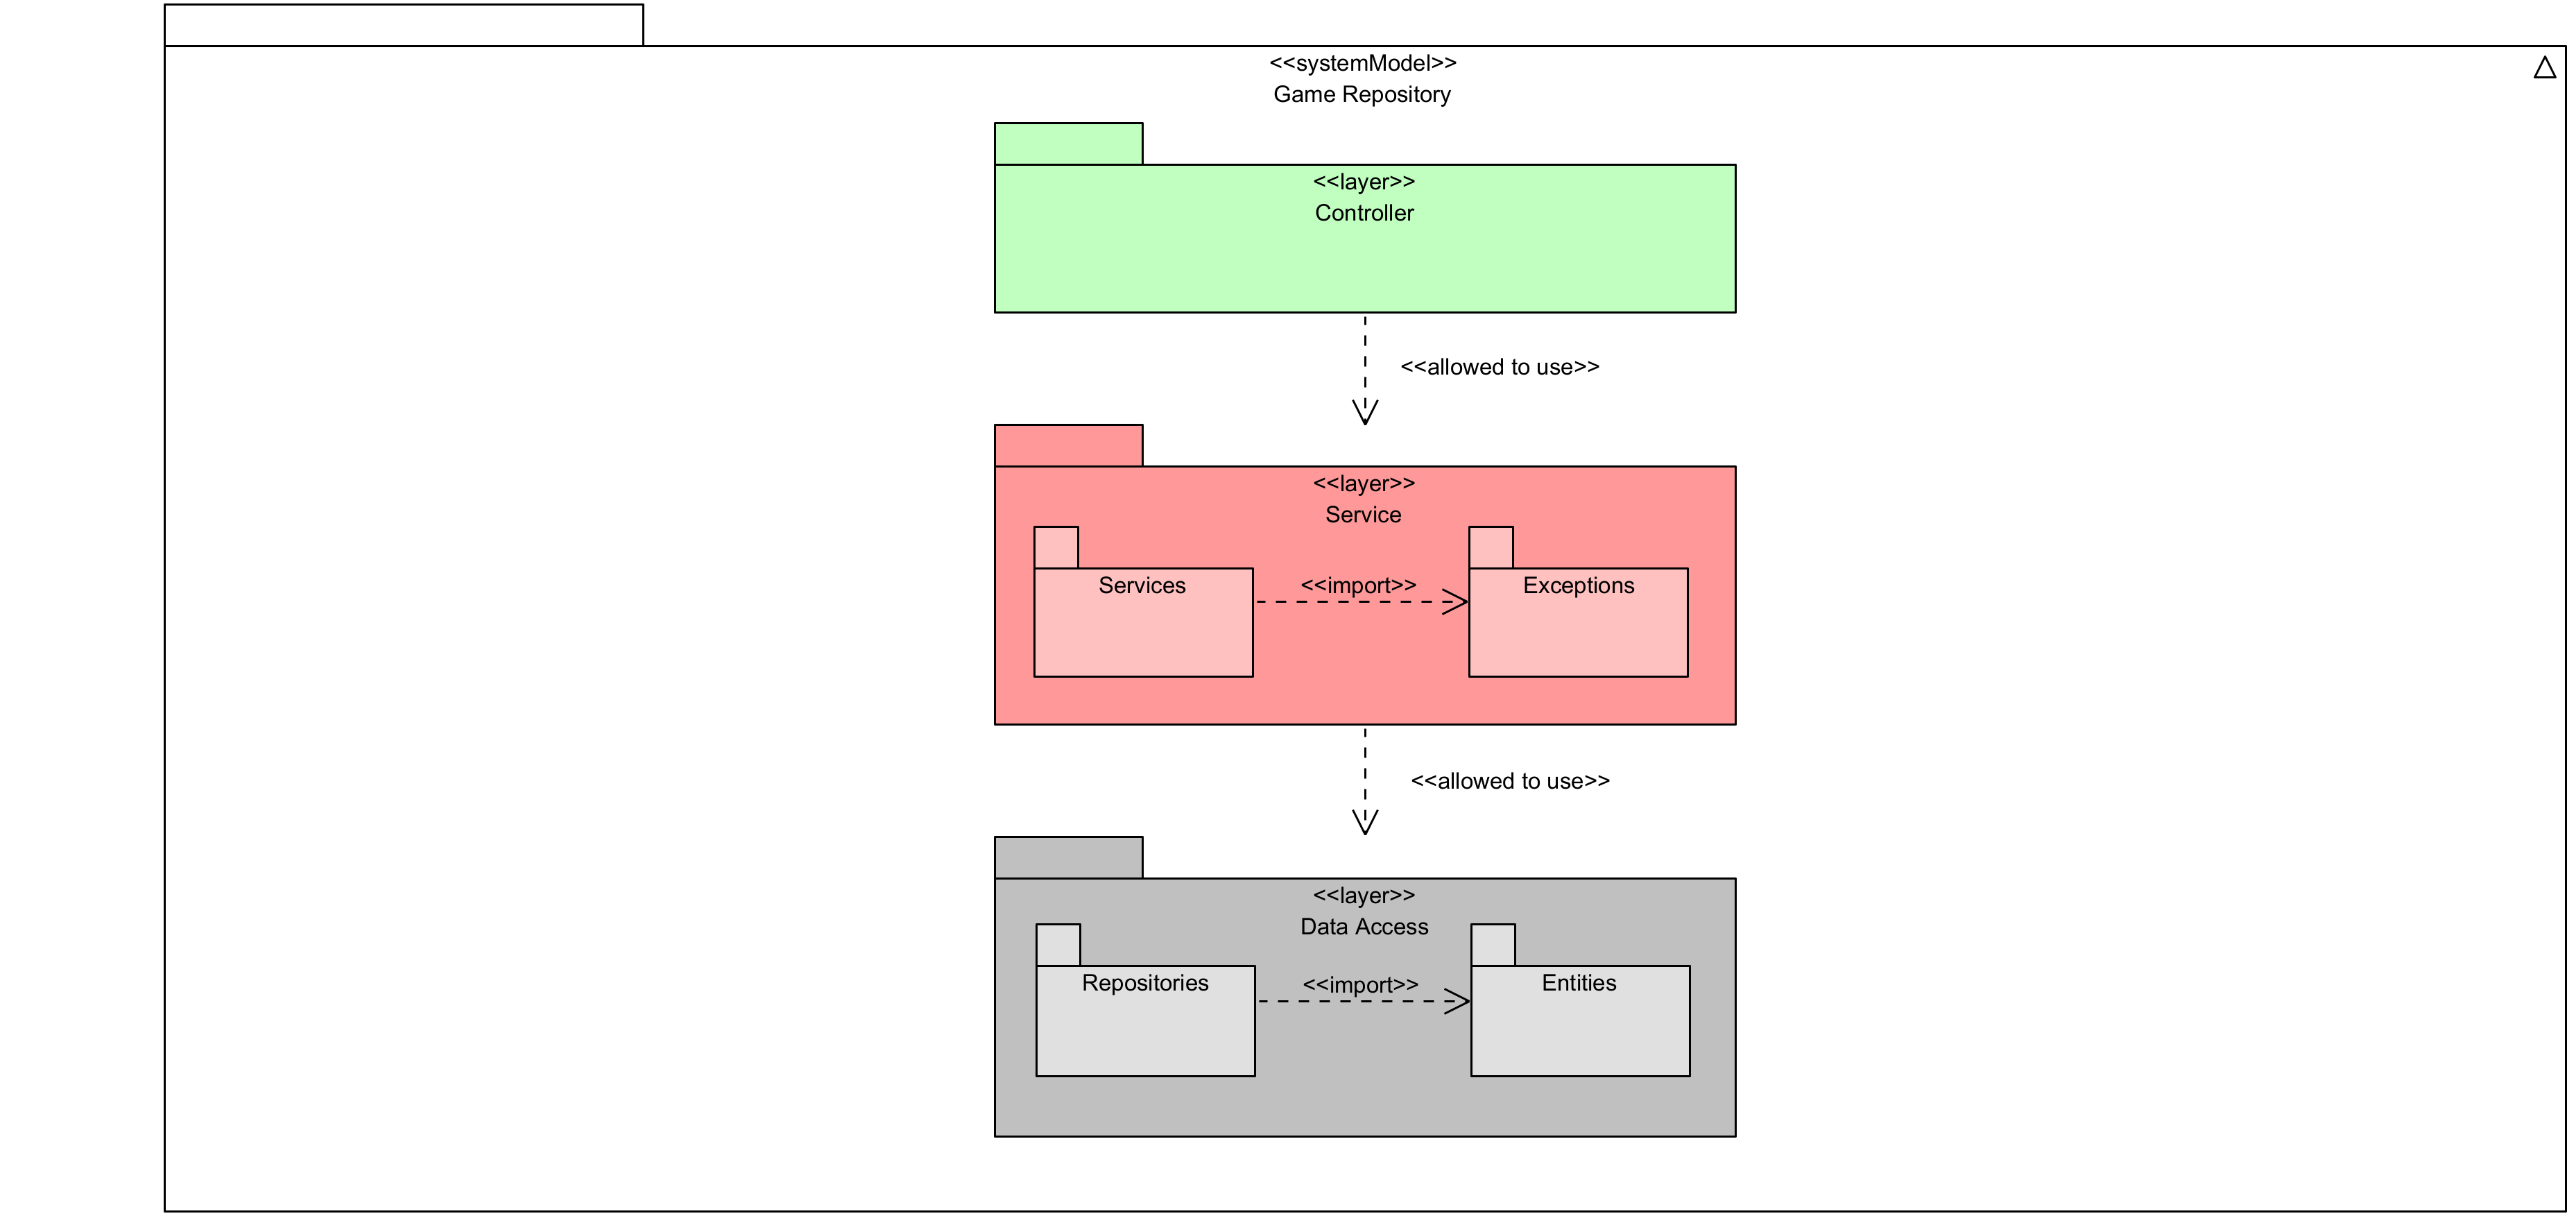 <<systemModel>>
Game Repository
<<layer>>
Controller
<<allowed to use>>
<<layer>>
Service
Services
<<import>>
Exceptions
<<allowed to use>>
<<layer>>
Data Access
Repositories
<<import>>
Entities